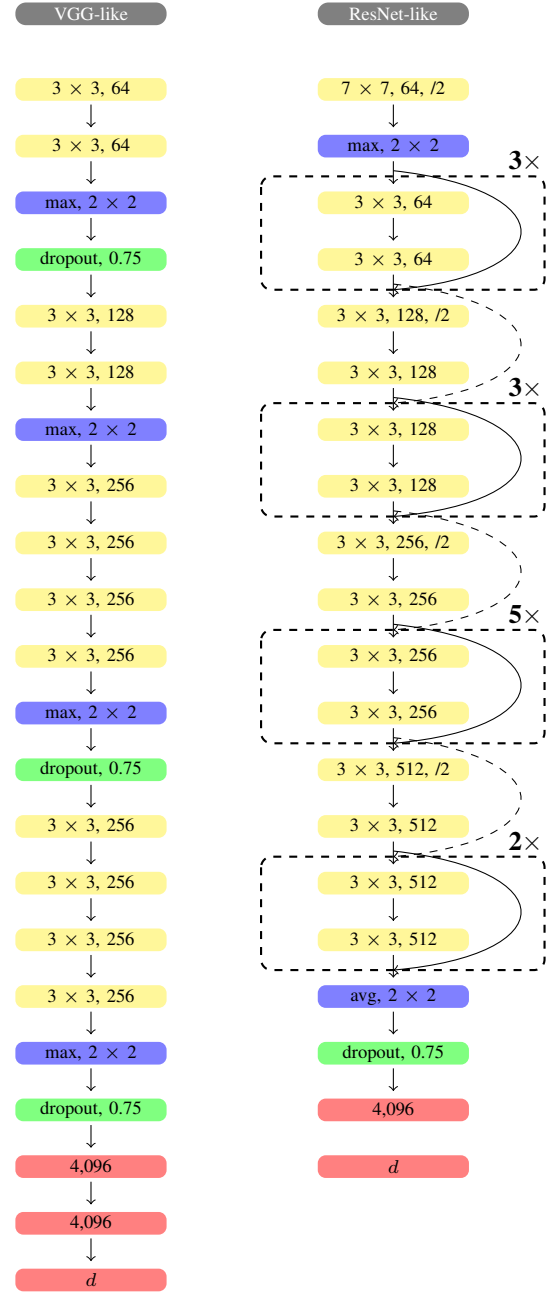 VGG-like
3 × 3, 64
3 × 3, 64
max, 2 × 2
dropout, 0.75
3 × 3, 128
3 × 3, 128
max, 2 × 2
3 × 3, 256
3 × 3, 256
3 × 3, 256
3 × 3, 256
max, 2 × 2
dropout, 0.75
3 × 3, 256
3 × 3, 256
3 × 3, 256
3 × 3, 256
max, 2 × 2
dropout, 0.75
4,096
4,096
d
ResNet-like
7 × 7, 64, /2
max, 2 × 2
3×
3 × 3, 64
3 × 3, 64
3 × 3, 128, /2
3 × 3, 128
3×
3 × 3, 128
3 × 3, 128
3 × 3, 256, /2
3 × 3, 256
5×
3 × 3, 256
3 × 3, 256
3 × 3, 512, /2
3 × 3, 512
2×
3 × 3, 512
3 × 3, 512
avg, 2 × 2
dropout, 0.75
4,096
d